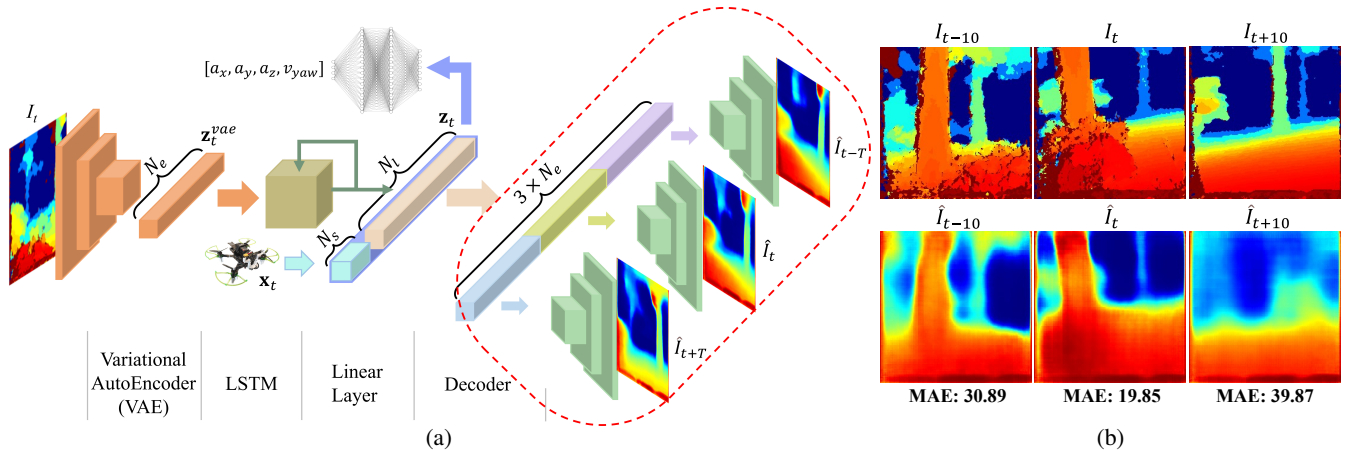 [a_x, a_y, a_z, v_{yaw}]
I_t
N_e
z_t^{vae}
N_l
z_t
N_s
x_t
3 × N_e
Î_{t−T}
Î_t
Î_{t+T}
Variational
AutoEncoder
(VAE)
LSTM
Linear
Layer
Decoder
(a)
I_{t−10} I_t I_{t+10}
Î_{t−10} Î_t Î_{t+10}
MAE: 30.89 MAE: 19.85 MAE: 39.87
(b)